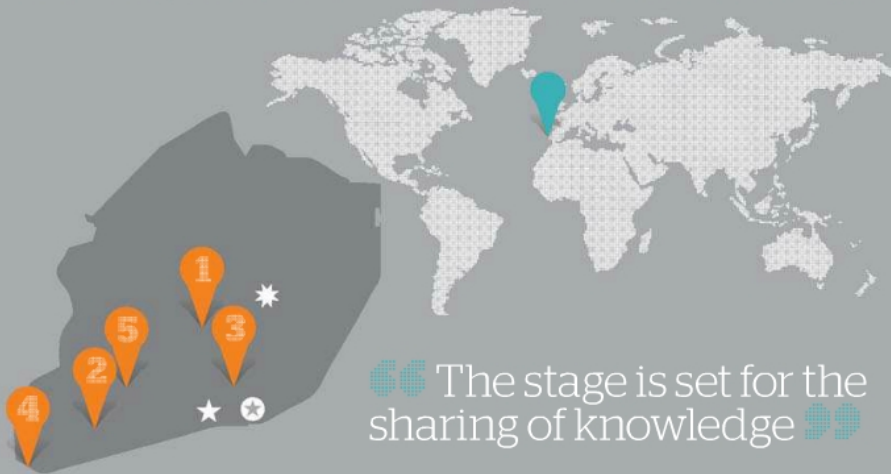 1
3
5
2
4
“ The stage is set for the
sharing of knowledge ”